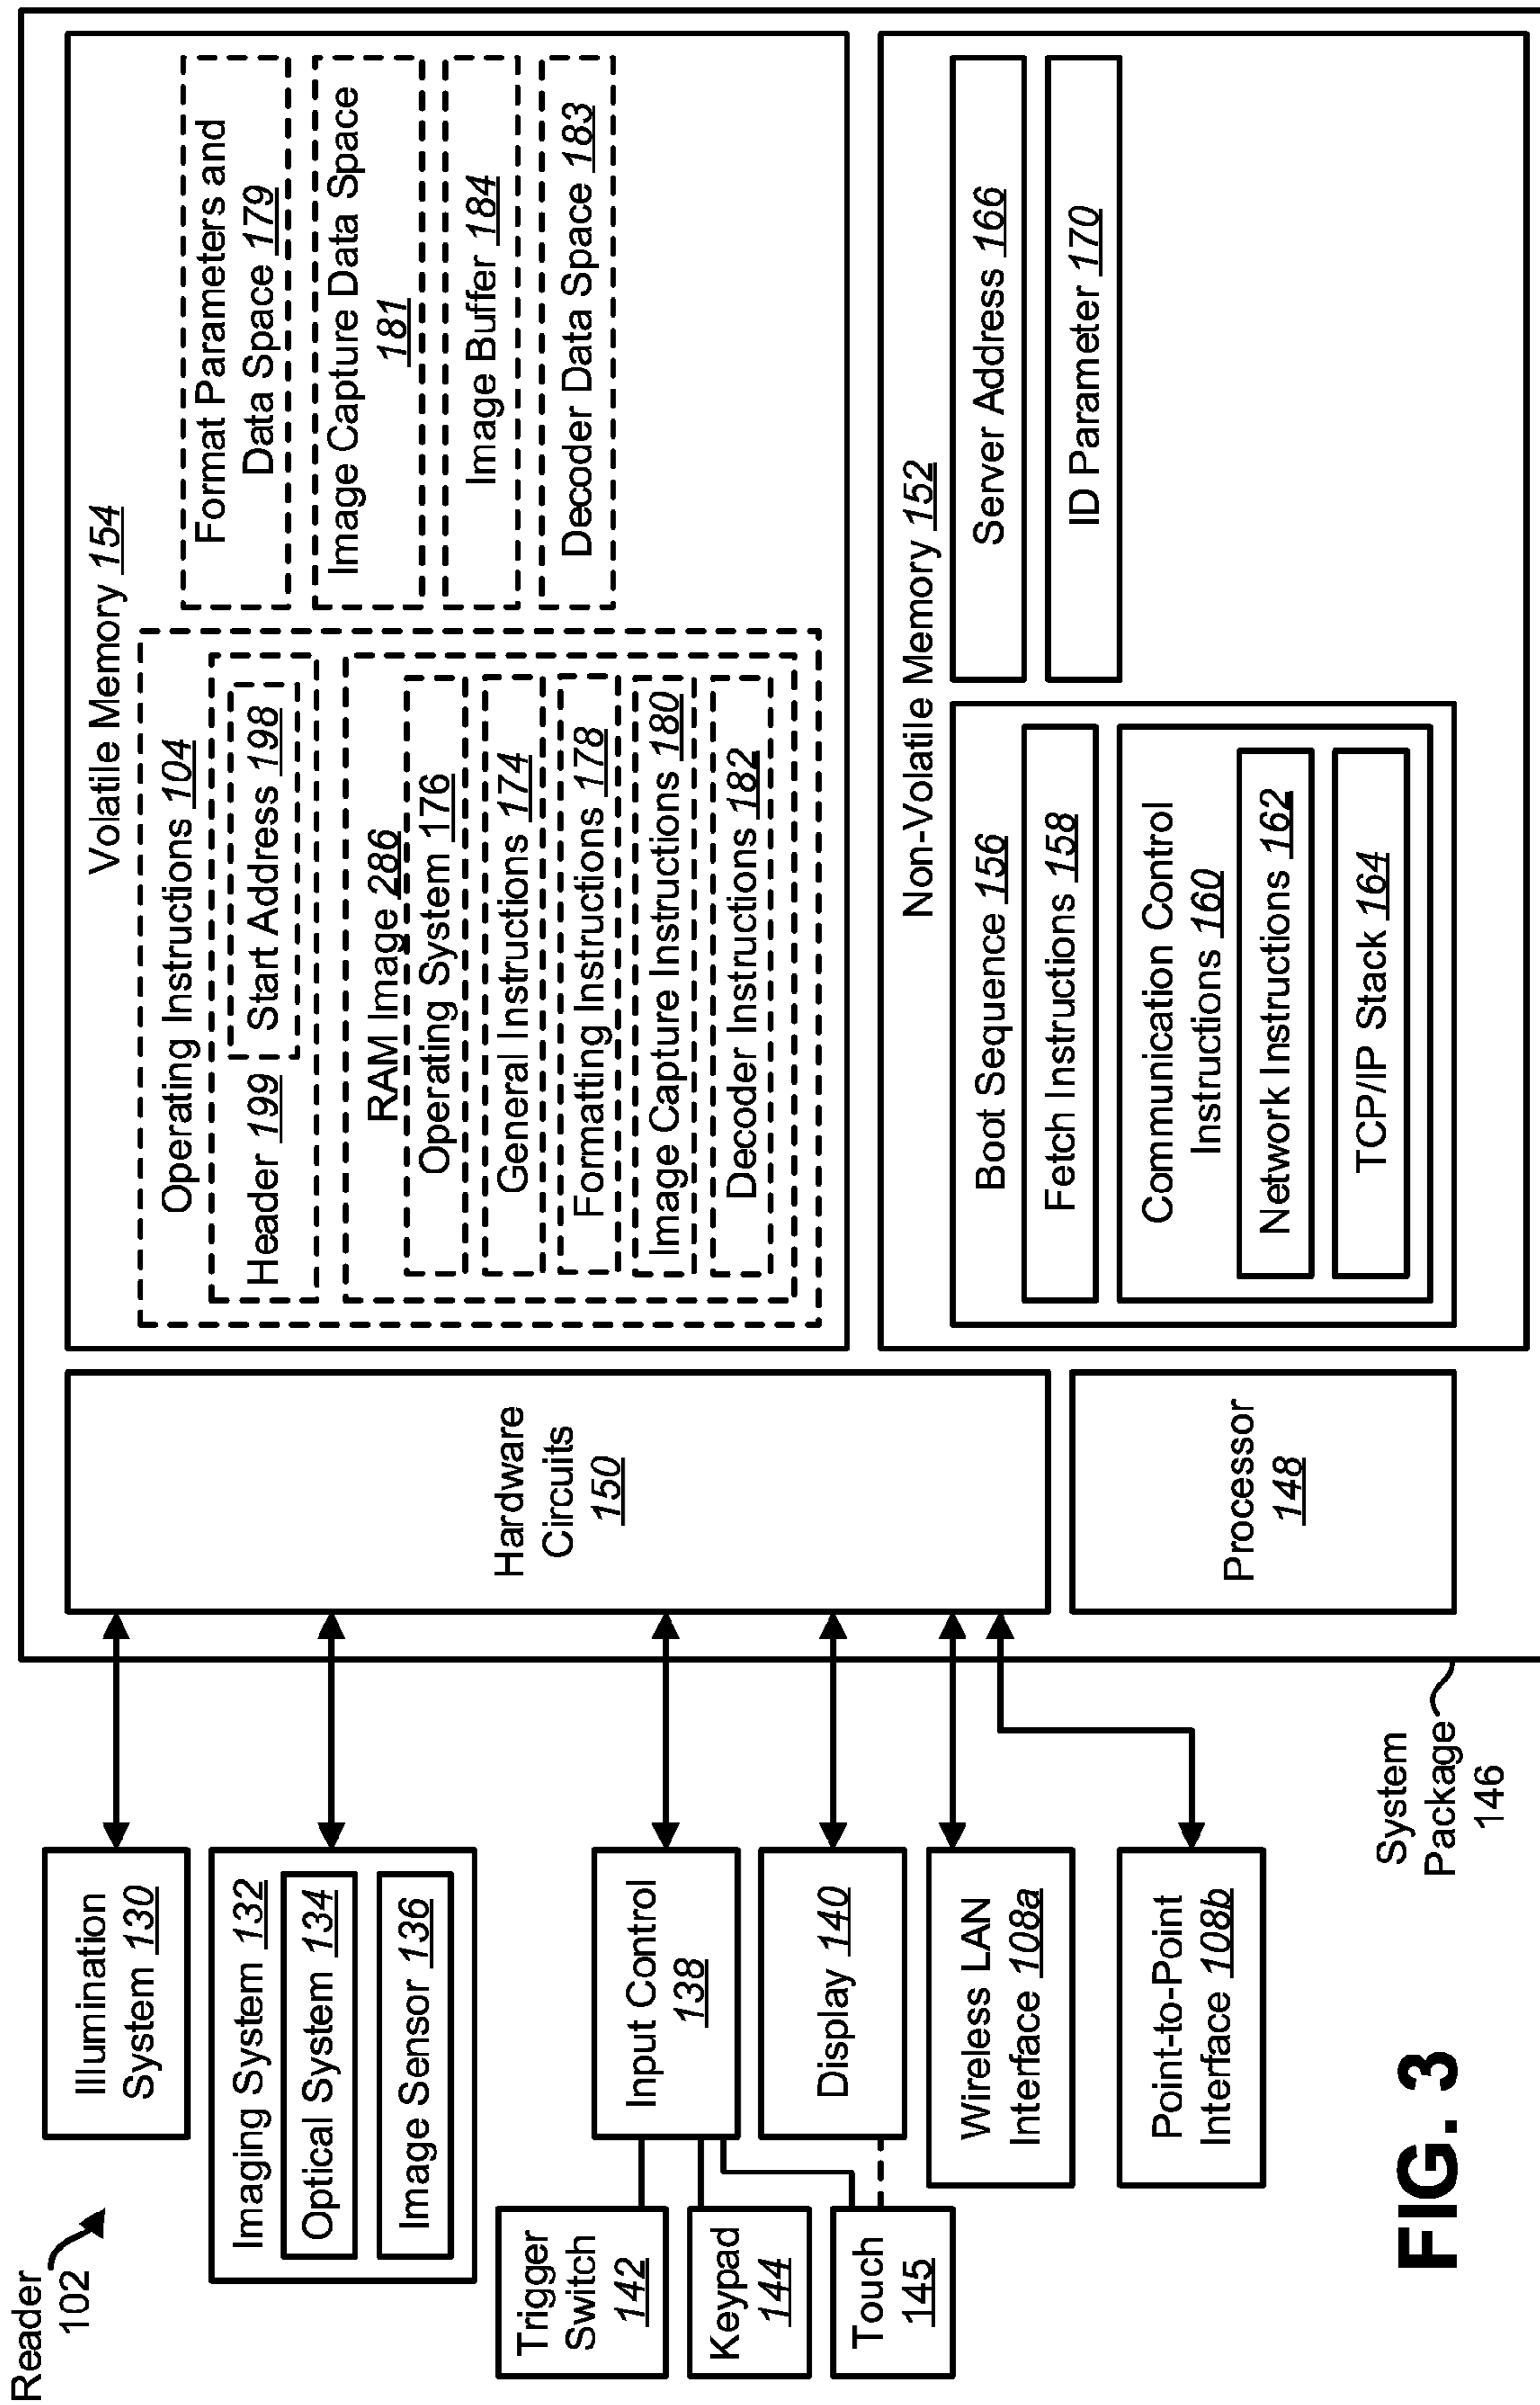 Reader
102
Illumination
System 130
Imaging System 132
Optical System 134
Image Sensor 136
Trigger
Switch
142
Keypad
144
Touch
145
Input Control
138
Display 140
Wireless LAN
Interface 108a
Point-to-Point
Interface 108b
System
Package
146
Hardware
Circuits
150
Processor
148
Volatile Memory 154
Operating Instructions 104
Header 199
Start Address 198
RAM Image 286
Operating System 176
General Instructions 174
Formatting Instructions 178
Image Capture Instructions 180
Decoder Instructions 182
Format Parameters and
Data Space 179
Image Capture Data Space
181
Image Buffer 184
Decoder Data Space 183
Non-Volatile Memory 152
Boot Sequence 156
Fetch Instructions 158
Communication Control
Instructions 160
Network Instructions 162
TCP/IP Stack 164
Server Address 166
ID Parameter 170
FIG. 3